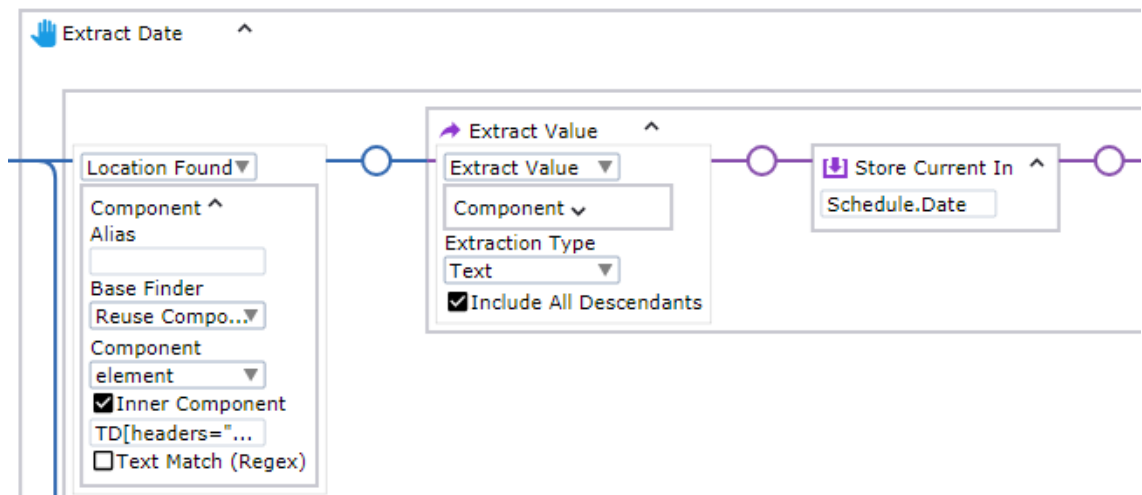 Extract Date
Location Found
Component
Alias
Base Finder
Reuse Compo...
Component
element
Inner Component
TD[headers="...
Text Match (Regex)
Extract Value
Extract Value
Component
Extraction Type
Text
Include All Descendants
Store Current In
Schedule.Date